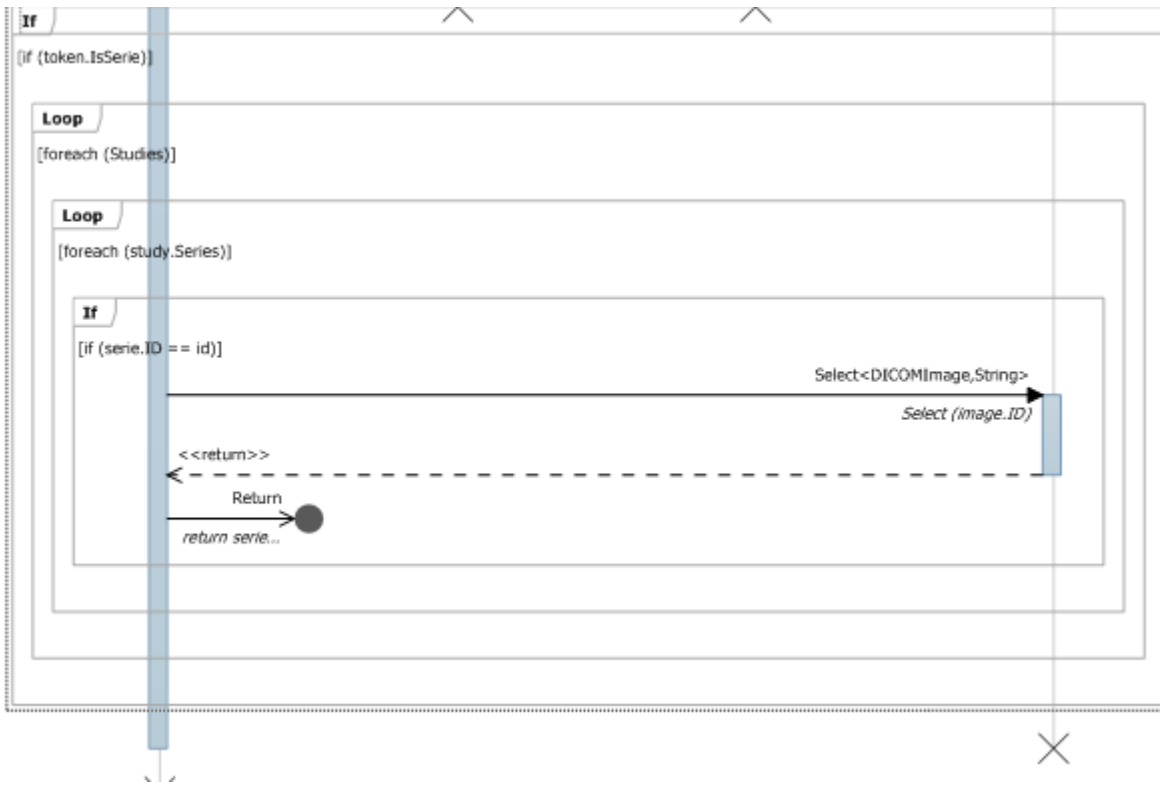 If
[if (token.IsSerie)]
Loop
[foreach (Studies)]
Loop
[foreach (study.Series)]
If
[if (serie.ID == id)]
Select<DICOMImage,String>
Select (image.ID)
<<return>>
Return
return serie...